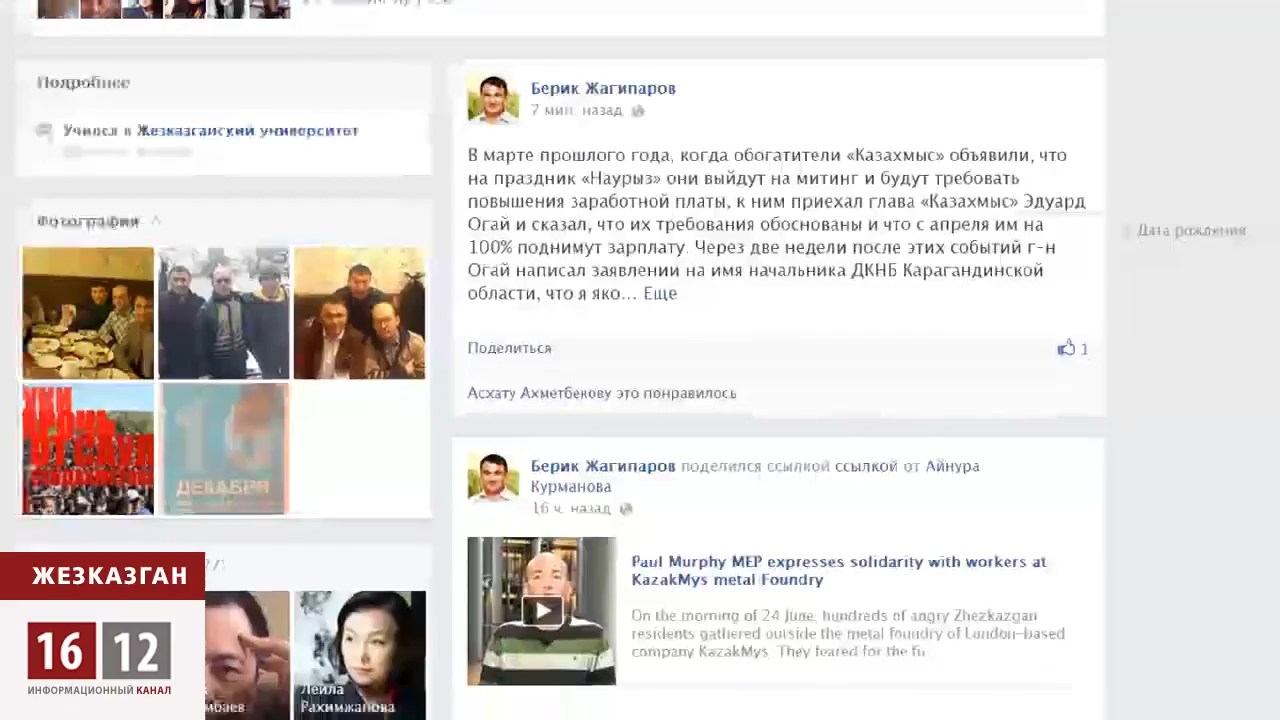 Подробнее
Учился в Жезказганский университет
Фотографии
Берик Жагипаров
7 мин. назад
В марте прошлого года, когда обогатители «Казахмыс» объявили, что
на праздник «Наурыз» они выйдут на митинг и будут требовать
повышения заработной платы, к ним приехал глава «Казахмыс» Эдуард
Огай и сказал, что их требования обоснованы и что с апреля им на
100% поднимут зарплату. Через две недели после этих событий г-н
Огай написал заявлении на имя начальника ДКНБ Карагандинской
области, что я яко... Еще
Поделиться
1
Асхату Ахметбекову это понравилось
Дата рождения
16
ДЕКАБРЯ
Берик Жагипаров поделился ссылкой ссылкой от Айнура
Курманова
16 ч. назад
Paul Murphy MEP expresses solidarity with workers at
KazakMys metal Foundry
On the morning of 24 June, hundreds of angry Zhezkazgan
residents gathered outside the metal foundry of London-based
company KazakMys. They feared for the fu
Лейла
Рахимжанова
ЖЕЗКАЗГАН
16 12
ИНФОРМАЦИОННЫЙ КАНАЛ